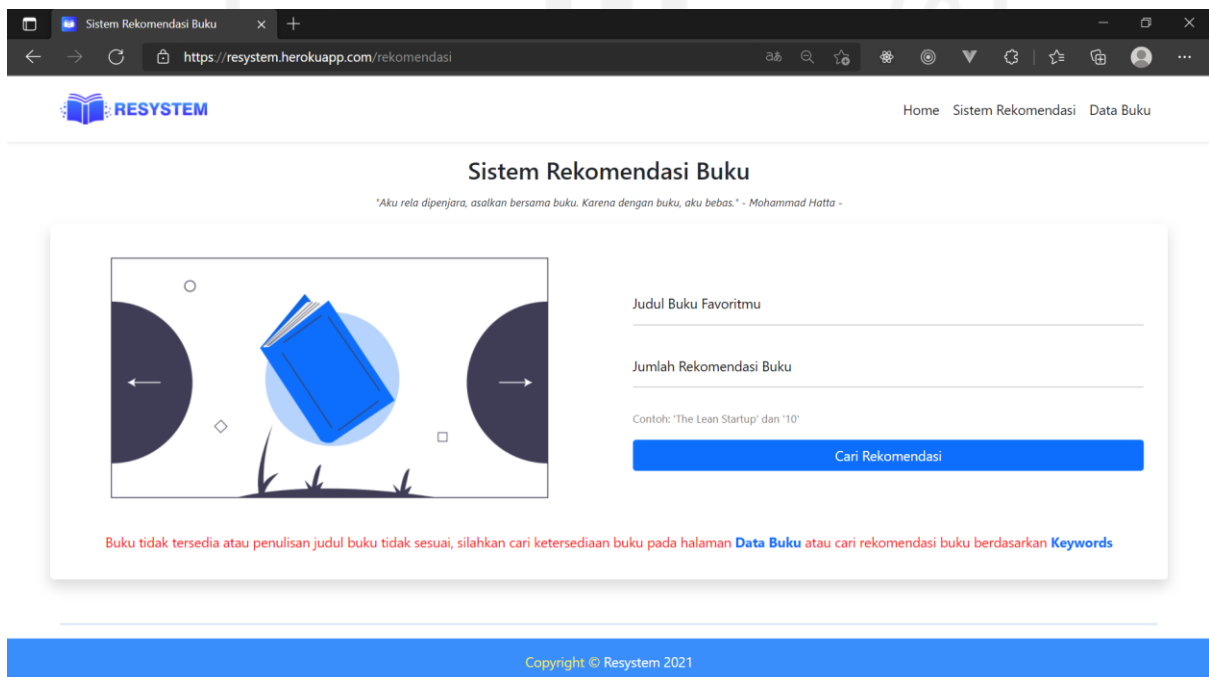 Sistem Rekomendasi Buku
https://resystem.herokuapp.com/rekomendasi
RESYSTEM
Home Sistem Rekomendasi Data Buku
Sistem Rekomendasi Buku
"Aku rela dipenjara, asalkan bersama buku. Karena dengan buku, aku bebas." - Mohammad Hatta -
Judul Buku Favoritmu
Jumlah Rekomendasi Buku
Contoh: 'The Lean Startup' dan '10'
Cari Rekomendasi
Buku tidak tersedia atau penulisan judul buku tidak sesuai, silahkan cari ketersediaan buku pada halaman Data Buku atau cari rekomendasi buku berdasarkan Keywords
Copyright © Resystem 2021